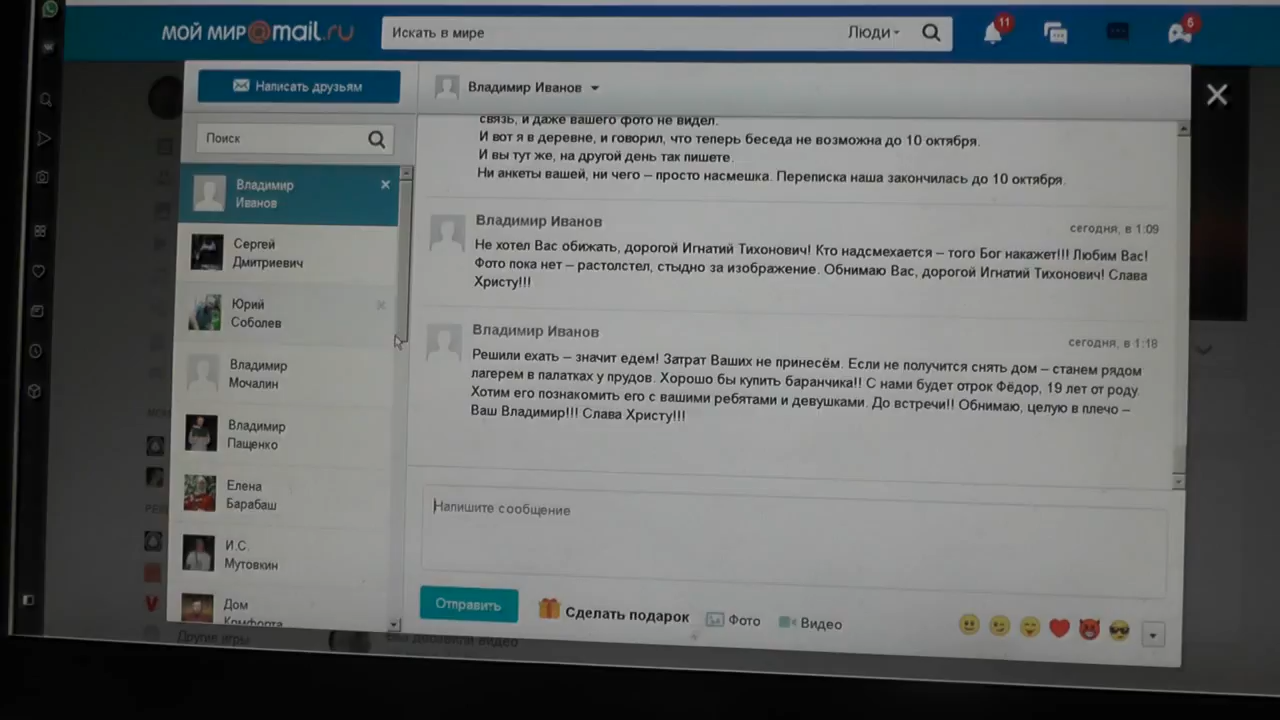 МОЙ МИР@mail.ru
Искать в мире
Люди
11
6
Написать друзьям
Владимир Иванов
Поиск
Владимир
Иванов
Сергей
Дмитриевич
Юрий
Соболев
Владимир
Мочалин
Владимир
Пащенко
Елена
Барабаш
И.С.
Мутовкин
Дом
Комфорта
Другие игры
связь, и даже вашего фото не видел.
И вот я в деревне, и говорил, что теперь беседа не возможна до 10 октября.
И вы тут же, на другой день так пишете.
Ни анкеты вашей, ни чего – просто насмешка. Переписка наша закончилась до 10 октября.
Владимир Иванов
сегодня, в 1:09
Не хотел Вас обижать, дорогой Игнатий Тихонович! Кто надсмехается – того Бог накажет!!! Любим Вас!
Фото пока нет – растолстел, стыдно за изображение. Обнимаю Вас, дорогой Игнатий Тихонович! Слава
Христу!!!
Владимир Иванов
сегодня, в 1:18
Решили ехать – значит едем! Затрат Ваших не принесём. Если не получится снять дом – станем рядом
лагерем в палатках у прудов. Хорошо бы купить баранчика!! С нами будет отрок Фёдор, 19 лет от роду.
Хотим его познакомить его с вашими ребятами и девушками. До встречи!! Обнимаю, целую в плечо –
Ваш Владимир!!! Слава Христу!!!
Напишите сообщение
Отправить
Сделать подарок
Фото
Видео